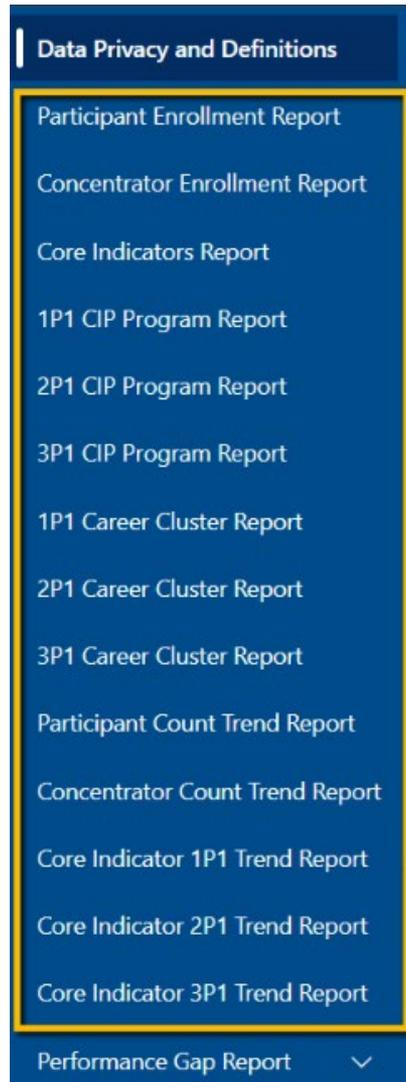 Data Privacy and Definitions
Participant Enrollment Report
Concentrator Enrollment Report
Core Indicators Report
1P1 CIP Program Report
2P1 CIP Program Report
3P1 CIP Program Report
1P1 Career Cluster Report
2P1 Career Cluster Report
3P1 Career Cluster Report
Participant Count Trend Report
Concentrator Count Trend Report
Core Indicator 1P1 Trend Report
Core Indicator 2P1 Trend Report
Core Indicator 3P1 Trend Report
Performance Gap Report